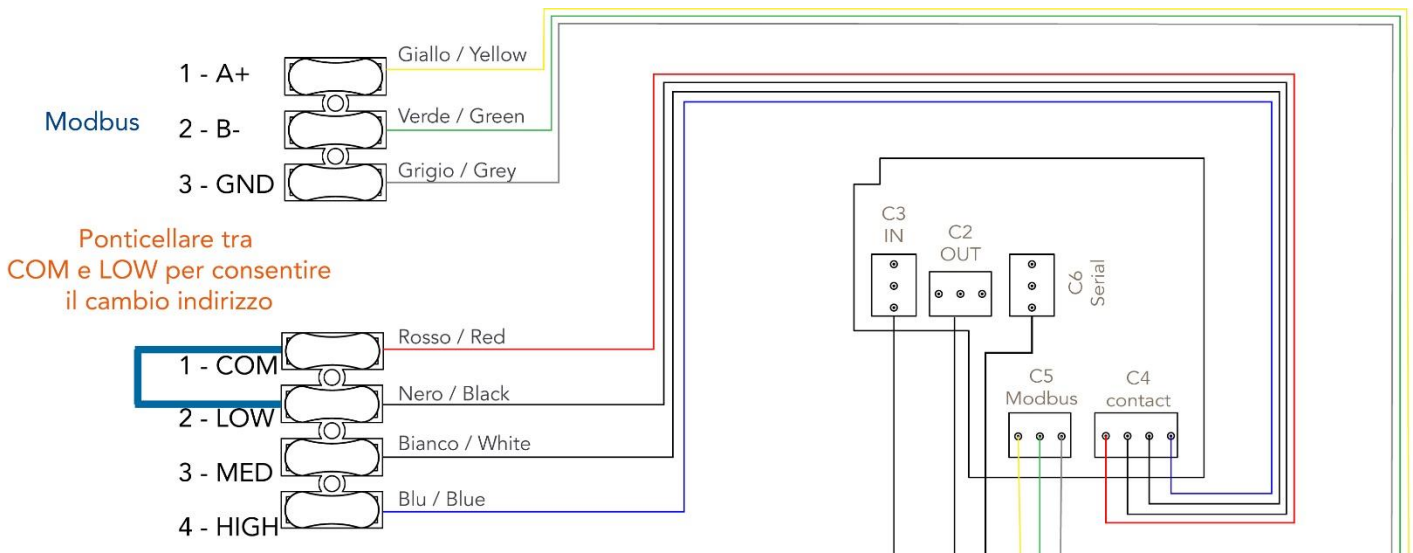 Modbus
1 - A+
Giallo / Yellow
2 - B-
Verde / Green
3 - GND
Grigio / Grey
Ponticellare tra
COM e LOW per consentire
il cambio indirizzo
1 - COM
Rosso / Red
2 - LOW
Nero / Black
3 - MED
Bianco / White
4 - HIGH
Blu / Blue
C3
IN
C2
OUT
C6
Serial
C5
Modbus
C4
contact